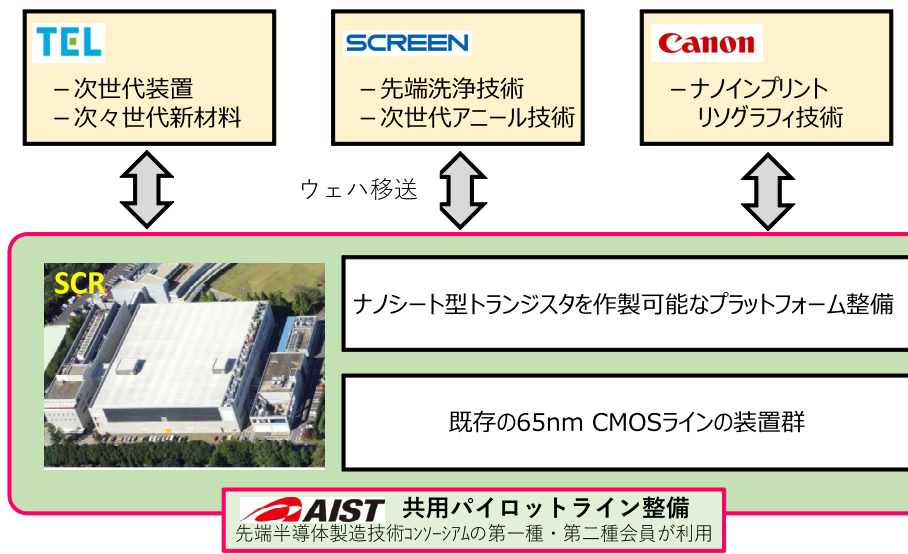 TEL
－次世代装置
－次々世代新材料
SCREEN
－先端洗浄技術
－次世代アニール技術
Canon
－ナノインプリント
リソグラフィ技術
ウェハ移送
SCR
ナノシート型トランジスタを作製可能なプラットフォーム整備
既存の65nm CMOSラインの装置群
AIST 共用パイロットライン整備
先端半導体製造技術コンソーシアムの第一種・第二種会員が利用